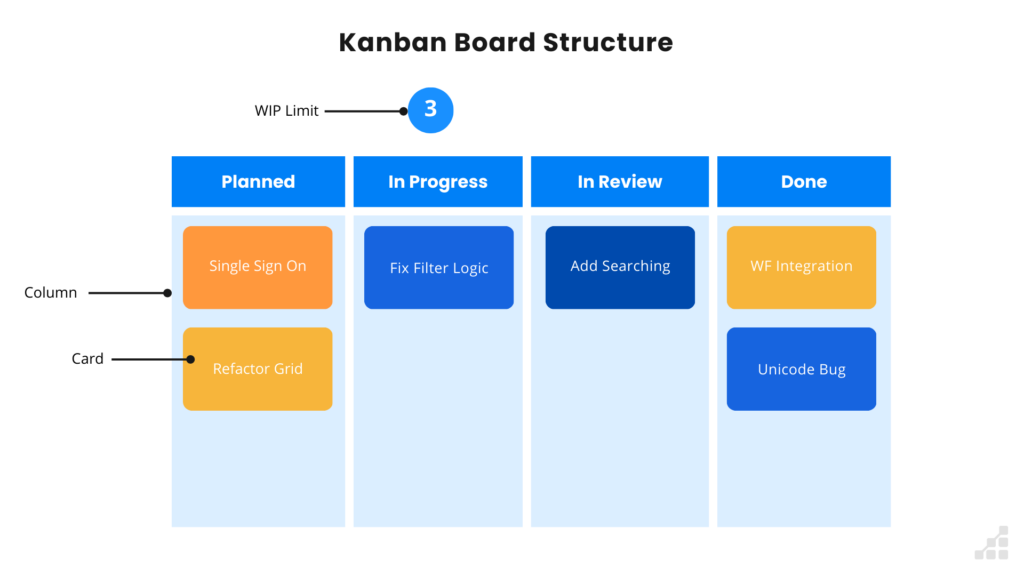 Kanban Board Structure
WIP Limit
3
Planned
In Progress
In Review
Done
Single Sign On
Fix Filter Logic
Add Searching
WF Integration
Column
Card
Refactor Grid
Unicode Bug